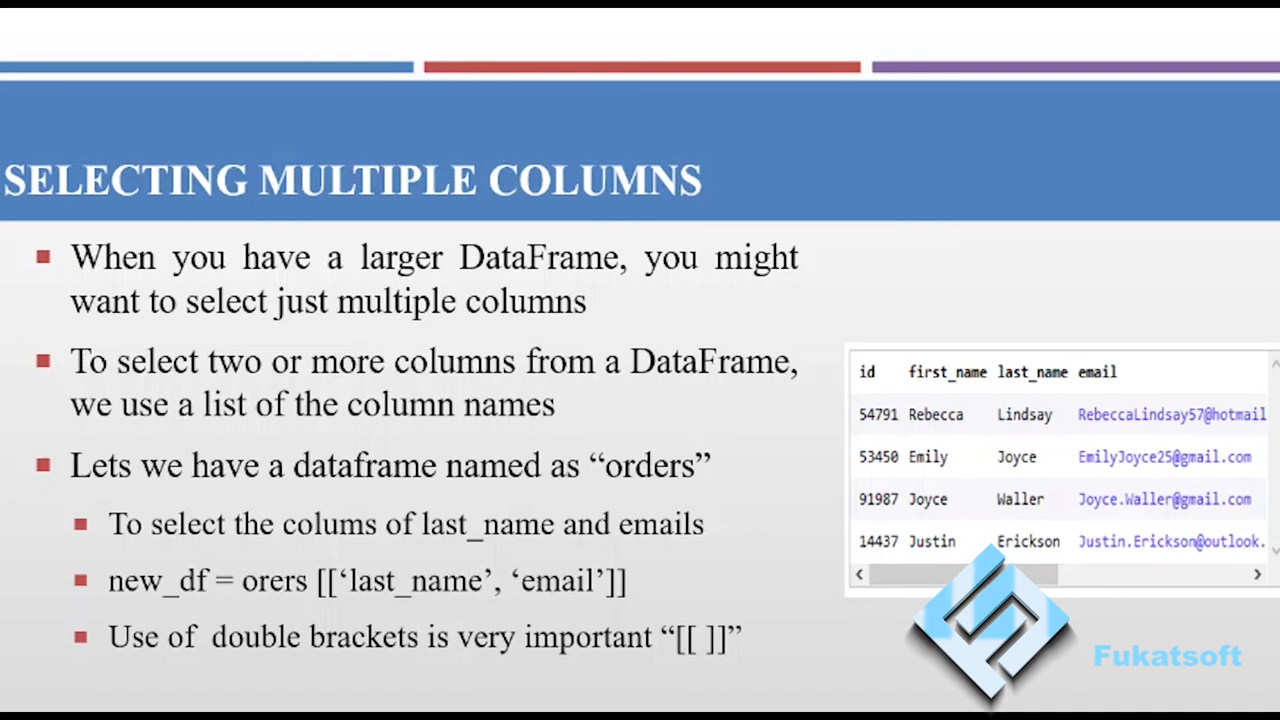 SELECTING MULTIPLE COLUMNS
When you have a larger DataFrame, you might
want to select just multiple columns
To select two or more columns from a DataFrame,
we use a list of the column names
Lets we have a dataframe named as “orders”
To select the colums of last_name and emails
new_df = orers [[‘last_name’, ‘email’]]
Use of double brackets is very important “[[ ]]”
id first_name last_name email
54791 Rebecca Lindsay RebeccaLindsay57@hotmail
53450 Emily Joyce EmilyJoyce25@gmail.com
91987 Joyce Waller Joyce.Waller@gmail.com
14437 Justin Erickson Justin.Erickson@outlook.
Fukatsoft